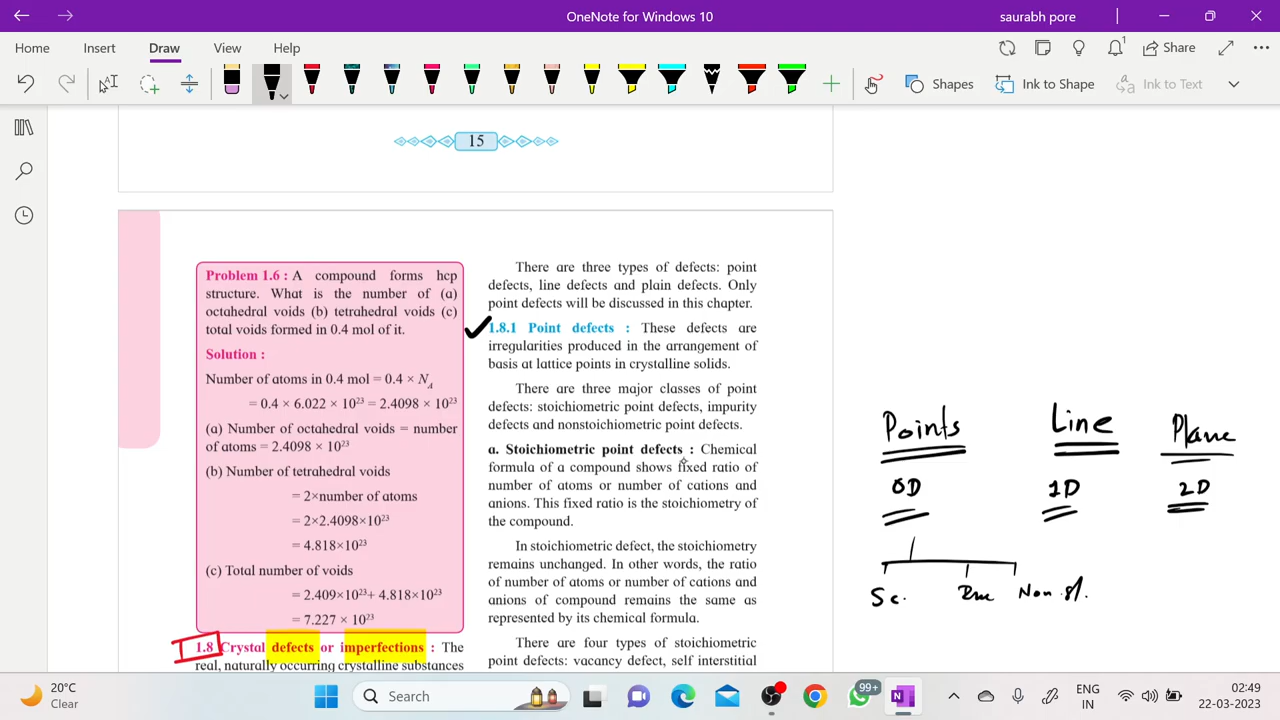 OneNote for Windows 10
saurabh pore
Home Insert Draw View Help
Share
Shapes
Ink to Shape
Ink to Text
15
Problem 1.6 : A compound forms hcp
structure. What is the number of (a)
octahedral voids (b) tetrahedral voids (c)
total voids formed in 0.4 mol of it.
Solution :
Number of atoms in 0.4 mol = 0.4 × N_A
= 0.4 × 6.022 × 10²³ = 2.4098 × 10²³
(a) Number of octahedral voids = number
of atoms = 2.4098 × 10²³
(b) Number of tetrahedral voids
= 2×number of atoms
= 2×2.4098×10²³
= 4.818×10²³
(c) Total number of voids
= 2.409×10²³+ 4.818×10²³
= 7.227 × 10²³
1.8 Crystal defects or imperfections : The
real, naturally occurring crystalline substances
There are three types of defects: point
defects, line defects and plain defects. Only
point defects will be discussed in this chapter.
1.8.1 Point defects : These defects are
irregularities produced in the arrangement of
basis at lattice points in crystalline solids.
There are three major classes of point
defects: stoichiometric point defects, impurity
defects and nonstoichiometric point defects.
a. Stoichiometric point defects : Chemical
formula of a compound shows fixed ratio of
number of atoms or number of cations and
anions. This fixed ratio is the stoichiometry of
the compound.
In stoichiometric defect, the stoichiometry
remains unchanged. In other words, the ratio
of number of atoms or number of cations and
anions of compound remains the same as
represented by its chemical formula.
There are four types of stoichiometric
point defects: vacancy defect, self interstitial
Points Line Plane
0D 1D 2D
Non
20°C
Clear
Search
99+
ENG
IN
02:49
22-03-2023